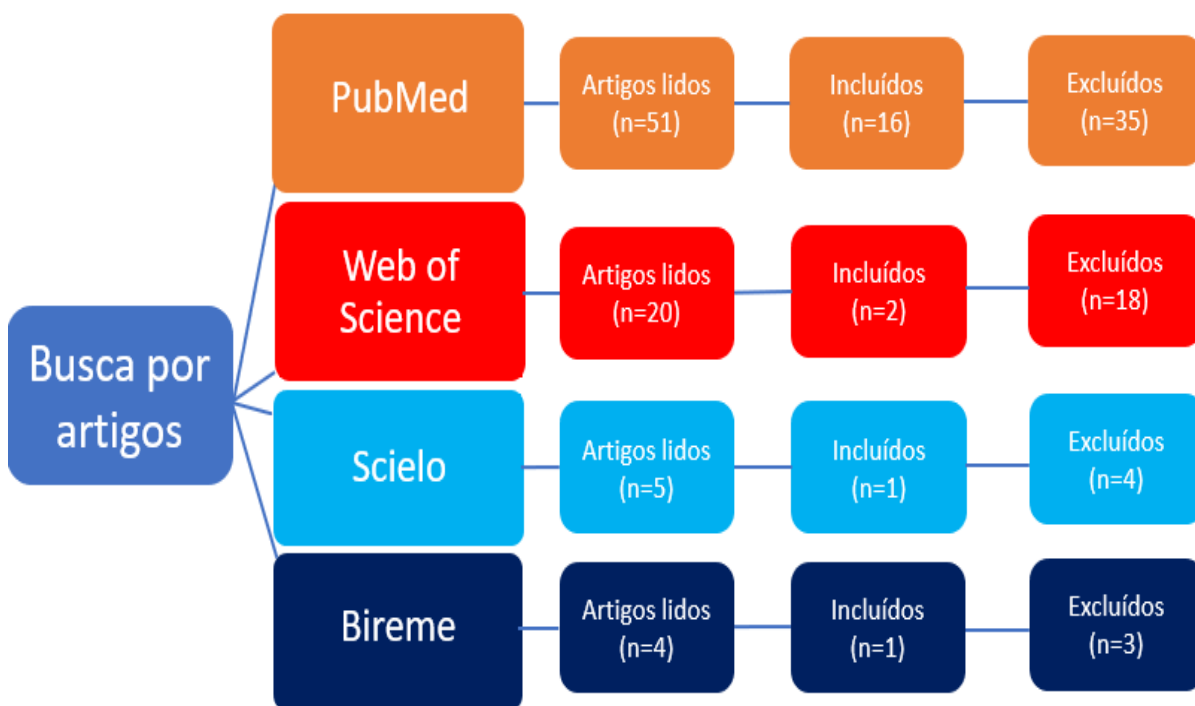 PubMed
Artigos lidos
(n=51)
Incluídos
(n=16)
Excluídos
(n=35)
Web of
Science
Artigos lidos
(n=20)
Incluídos
(n=2)
Excluídos
(n=18)
Busca por
artigos
Scielo
Artigos lidos
(n=5)
Incluídos
(n=1)
Excluídos
(n=4)
Bireme
Artigos lidos
(n=4)
Incluídos
(n=1)
Excluídos
(n=3)